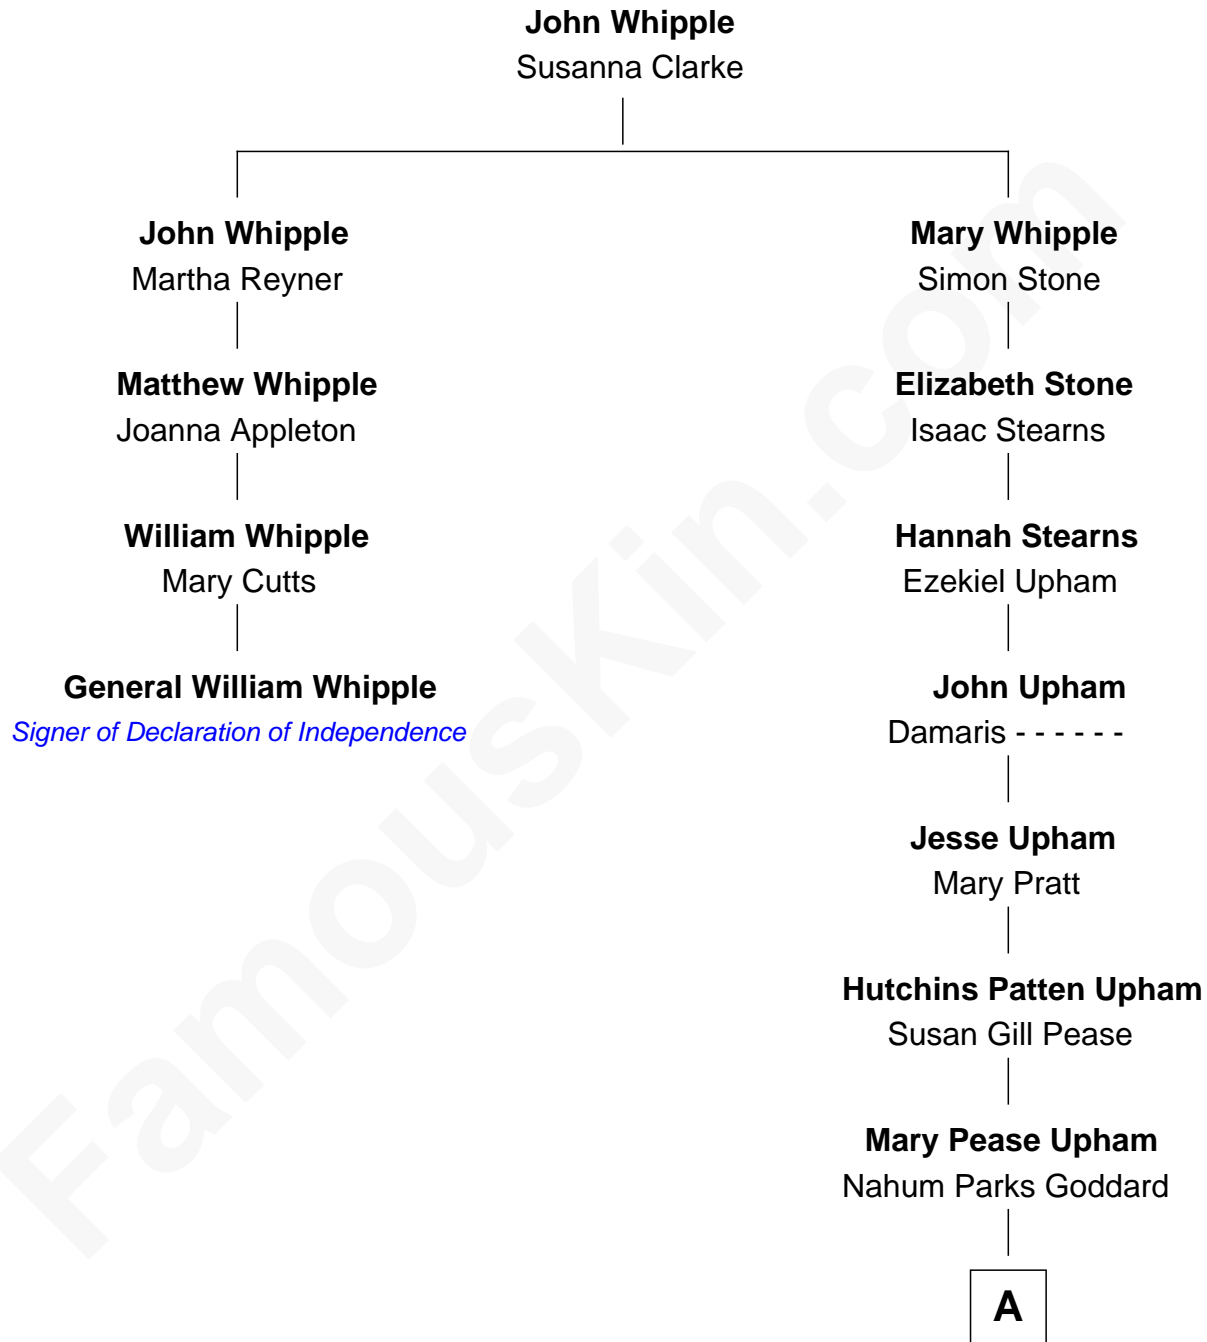 John Whipple
Susanna Clarke
John Whipple
Martha Reyner
Mary Whipple
Simon Stone
Matthew Whipple
Joanna Appleton
Elizabeth Stone
Isaac Stearns
William Whipple
Mary Cutts
Hannah Stearns
Ezekiel Upham
General William Whipple
Signer of Declaration of Independence
John Upham
Damaris - - - - - -
Jesse Upham
Mary Pratt
Hutchins Patten Upham
Susan Gill Pease
Mary Pease Upham
Nahum Parks Goddard
A
FamousKin.com